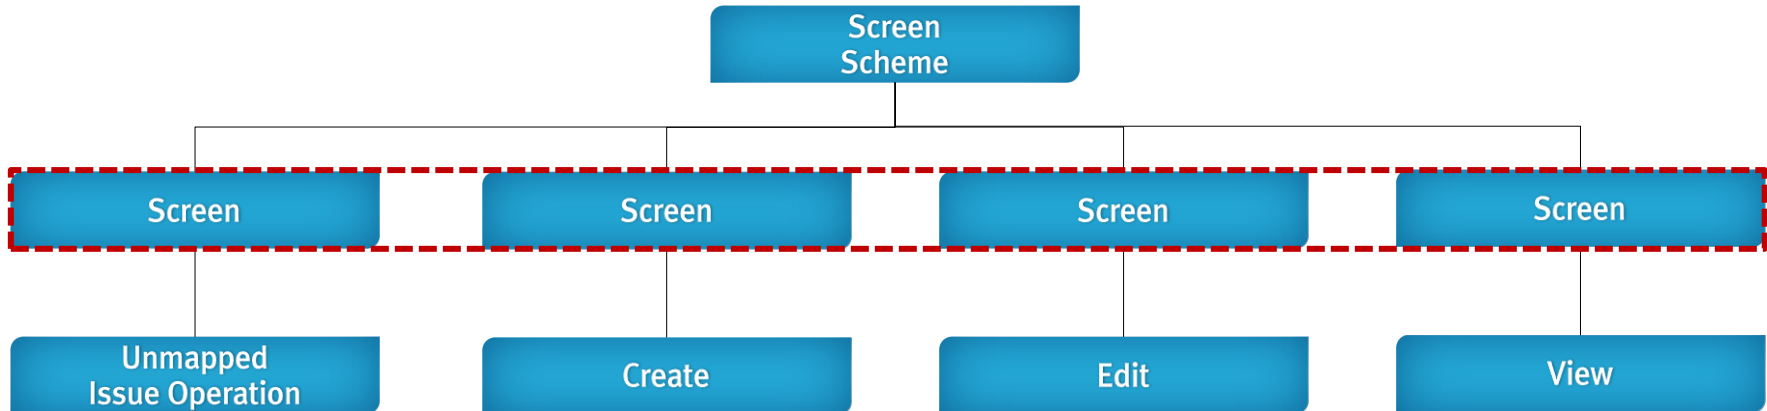 Screen
Scheme
Screen
Screen
Screen
Screen
Unmapped
Issue Operation
Create
Edit
View